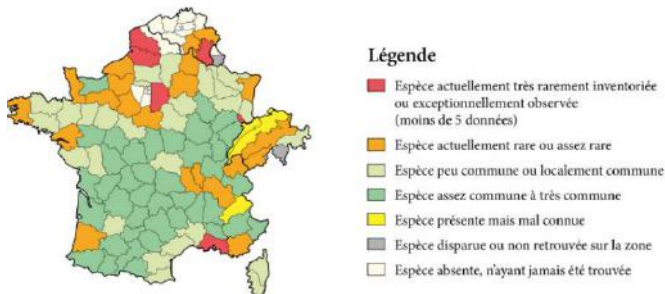 Légende
Espèce actuellement très rarement inventoriée
ou exceptionnellement observée
(moins de 5 données)
Espèce actuellement rare ou assez rare
Espèce peu commune ou localement commune
Espèce assez commune à très commune
Espèce présente mais mal connue
Espèce disparue ou non retrouvée sur la zone
Espèce absente, n'ayant jamais été trouvée